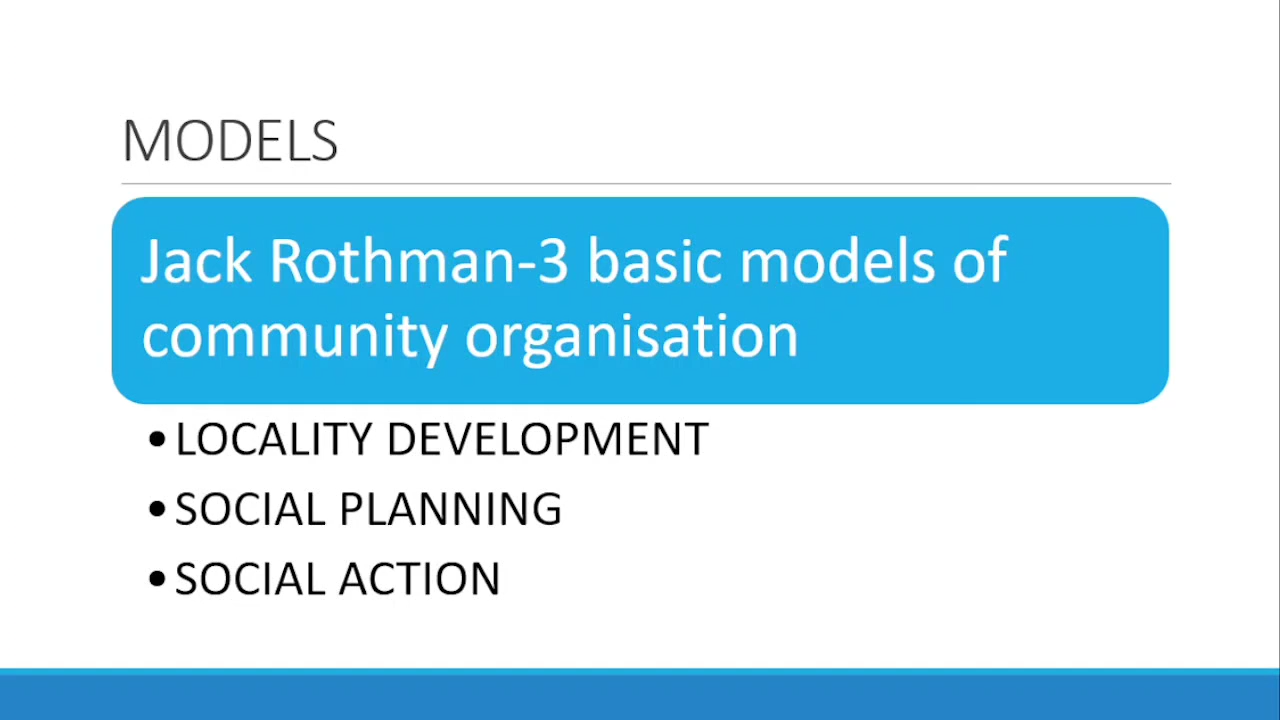 MODELS
Jack Rothman-3 basic models of
community organisation
•LOCALITY DEVELOPMENT
•SOCIAL PLANNING
•SOCIAL ACTION